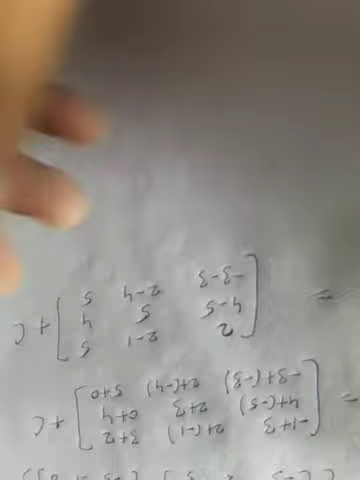 = [ -1+3 2+(-1) 3+2
4+(-5) 2+3 0+4
-3+(-3) 2+(-4) 5+0 ] + C
= [ 2 2-1 5
4-5 5 4
-3-3 2-4 5 ] + C